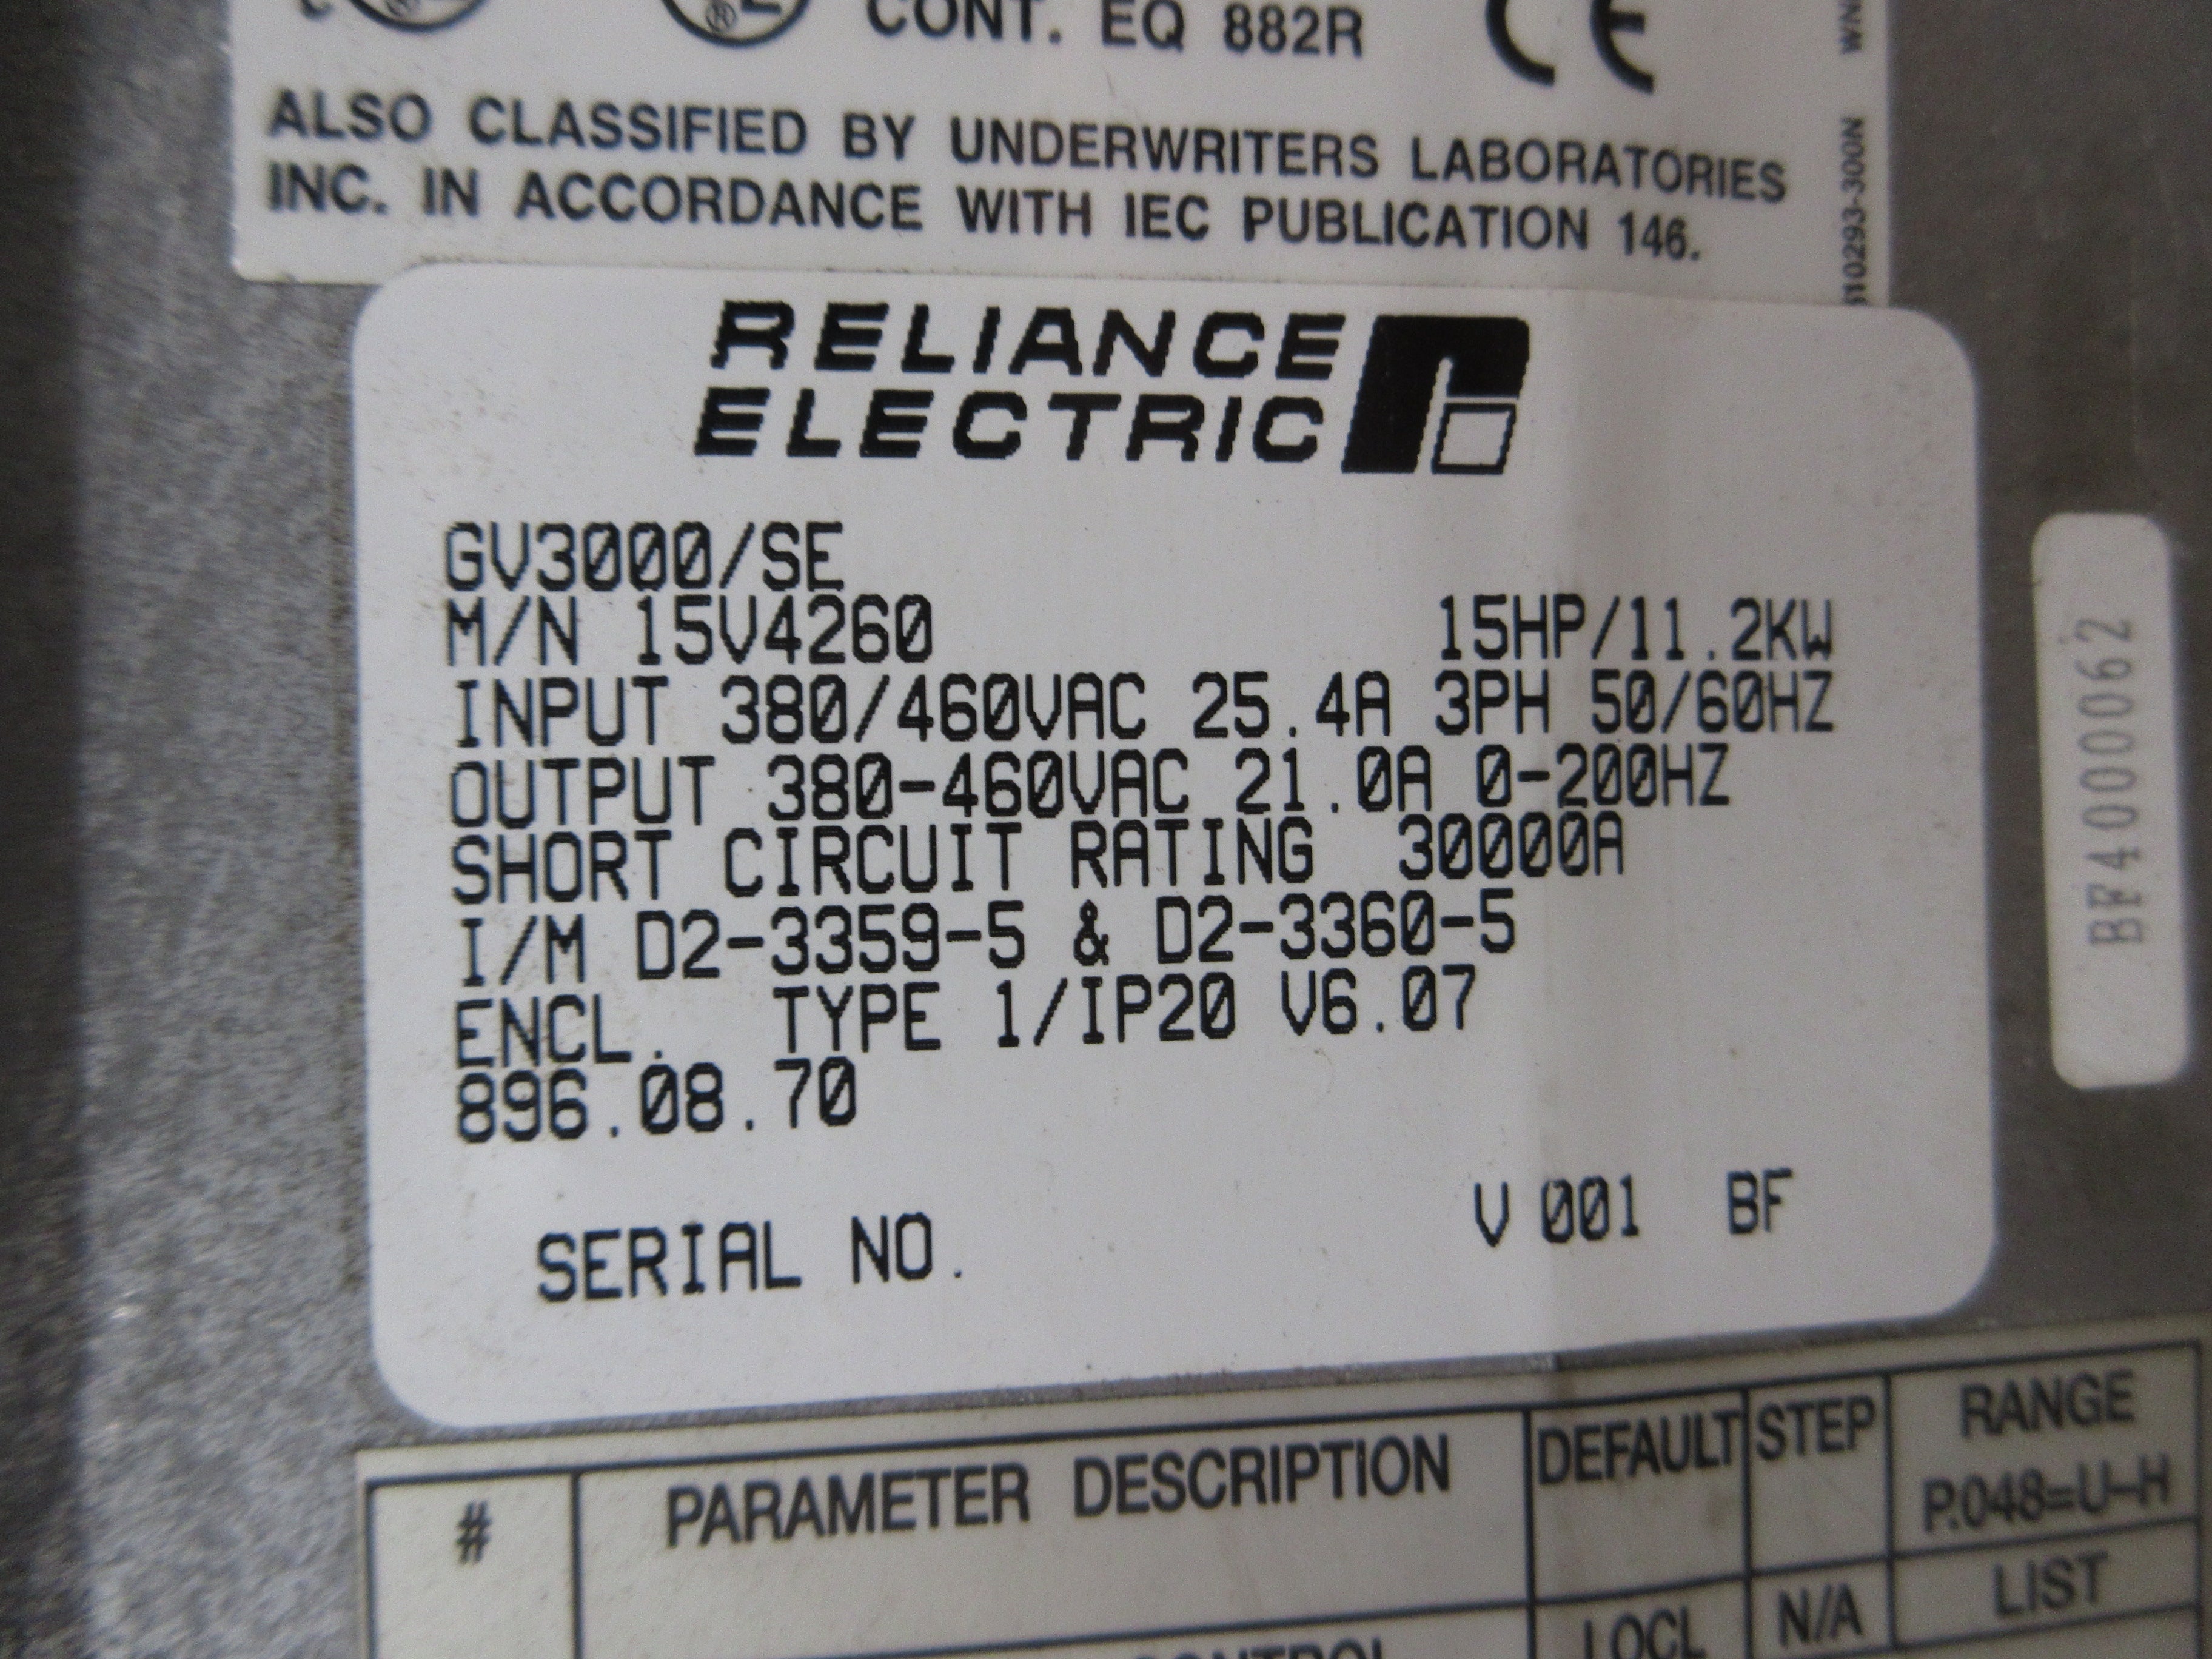 CONT. EQ 882R
CE
ALSO CLASSIFIED BY UNDERWRITERS LABORATORIES
INC. IN ACCORDANCE WITH IEC PUBLICATION 146.
RELIANCE
ELECTRIC
GV3000/SE
M/N 15V4260 15HP/11.2KW
INPUT 380/460VAC 25.4A 3PH 50/60HZ
OUTPUT 380-460VAC 21.0A 0-200HZ
SHORT CIRCUIT RATING 30000A
I/M D2-3359-5 & D2-3360-5
ENCL. TYPE 1/IP20 V6.07
896.08.70
SERIAL NO. V 001 BF
BF4000062
# PARAMETER DESCRIPTION DEFAULT STEP RANGE
P.048=U-H
CONTROL LOCL N/A LIST